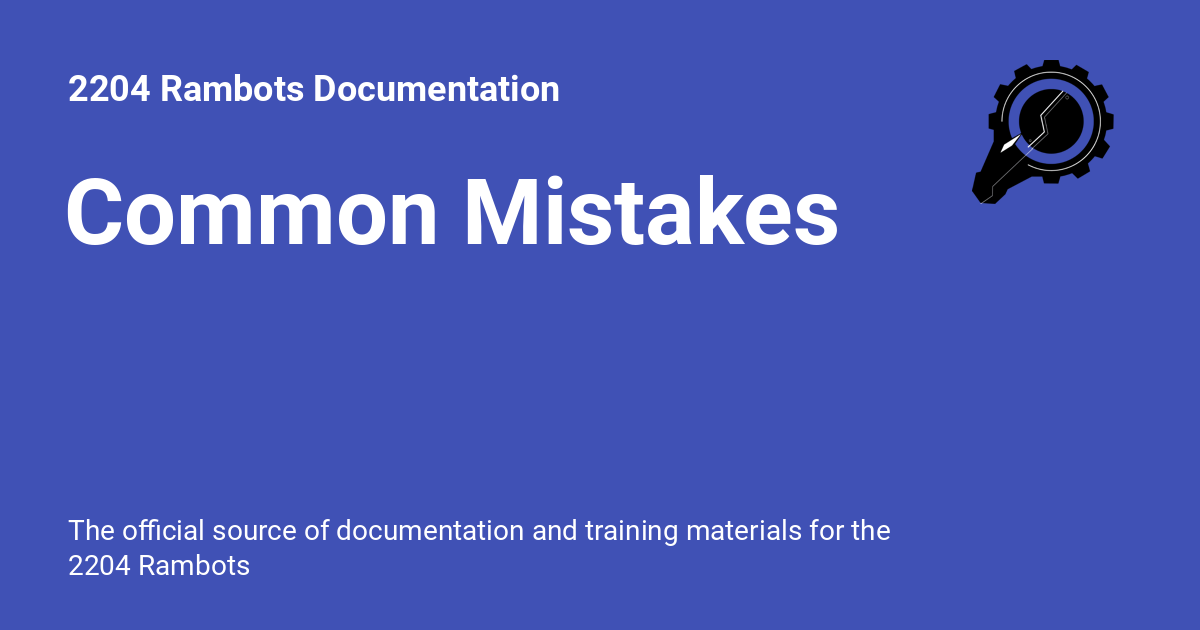 2204 Rambots Documentation
Common Mistakes
The official source of documentation and training materials for the
2204 Rambots